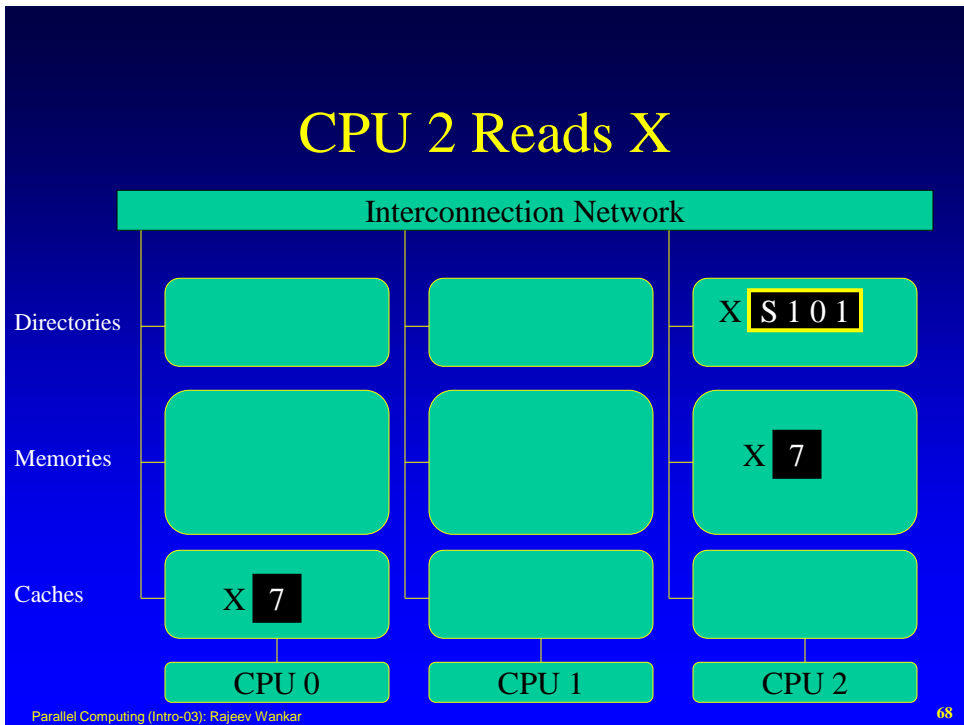 CPU 2 Reads X
Interconnection Network
Directories
X S 1 0 1
Memories
X 7
Caches
X 7
CPU 0
CPU 1
CPU 2
Parallel Computing (Intro-03): Rajeev Wankar
68